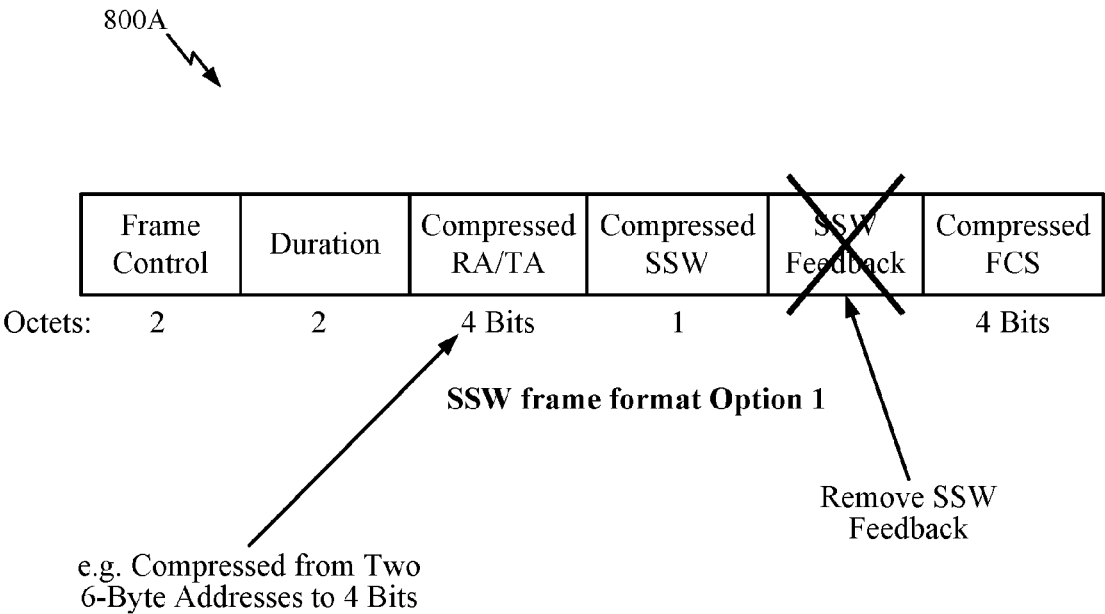 800A
Frame Control
Duration
Compressed RA/TA
Compressed SSW
SSW Feedback
Compressed FCS
Octets: 2 2 4 Bits 1 4 Bits
SSW frame format Option 1
Remove SSW
Feedback
e.g. Compressed from Two
6-Byte Addresses to 4 Bits